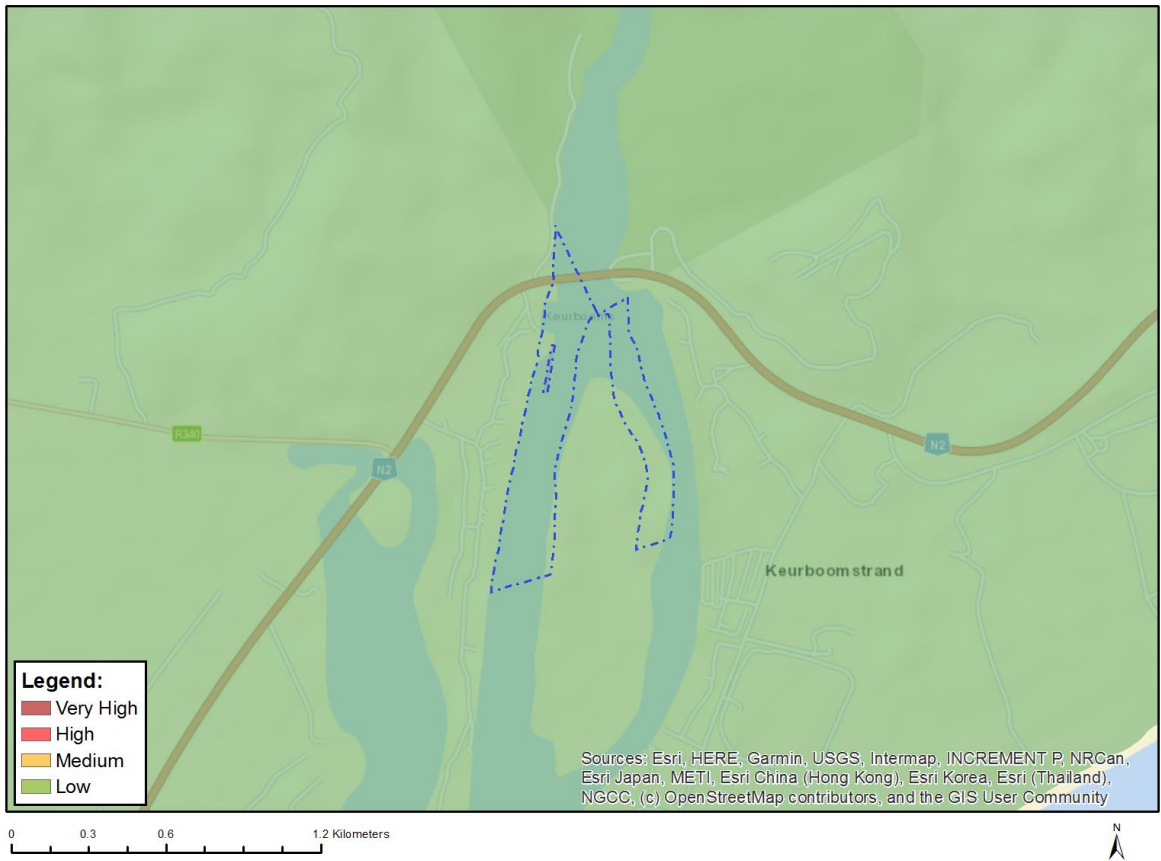 Keurbooms
R340
N2
N2
Keurboomstrand
Legend:
Very High
High
Medium
Low
Sources: Esri, HERE, Garmin, USGS, Intermap, INCREMENT P, NRCan,
Esri Japan, METI, Esri China (Hong Kong), Esri Korea, Esri (Thailand),
NGCC, (c) OpenStreetMap contributors, and the GIS User Community
0 0.3 0.6 1.2 Kilometers
N